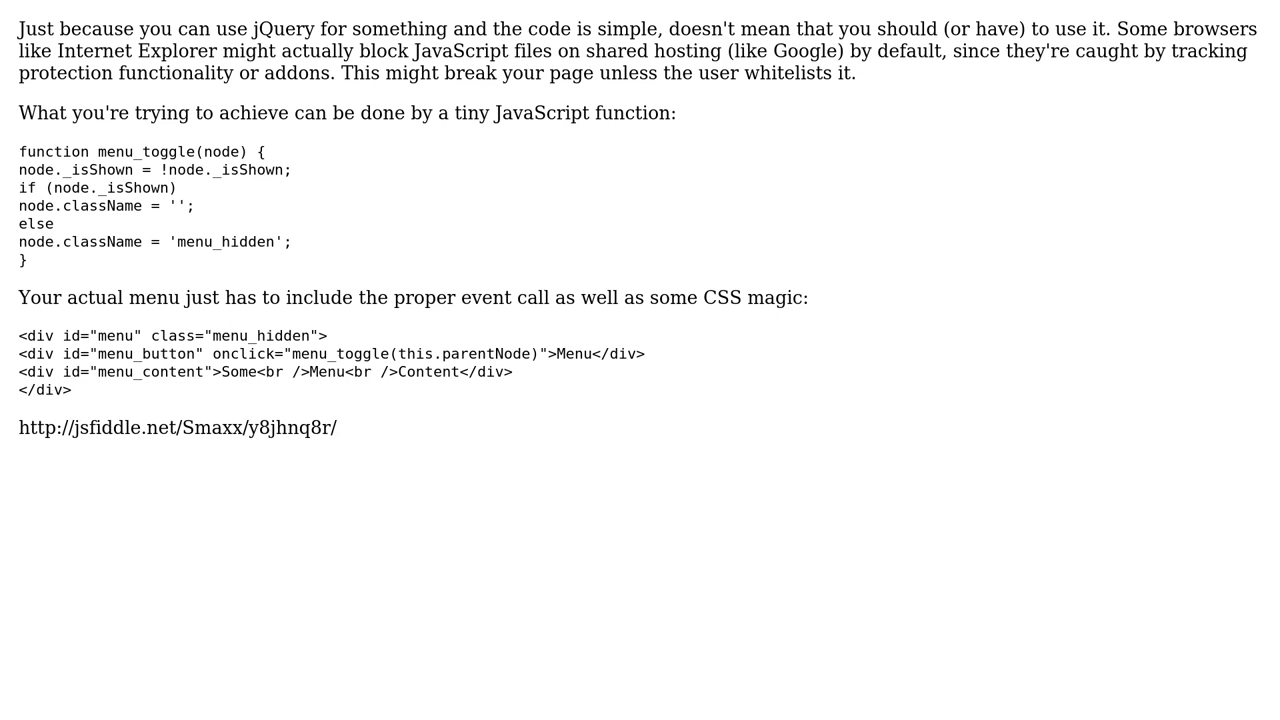 Just because you can use jQuery for something and the code is simple, doesn't mean that you should (or have) to use it. Some browsers
like Internet Explorer might actually block JavaScript files on shared hosting (like Google) by default, since they're caught by tracking
protection functionality or addons. This might break your page unless the user whitelists it.
What you're trying to achieve can be done by a tiny JavaScript function:
function menu_toggle(node) {
node._isShown = !node._isShown;
if (node._isShown)
node.className = '';
else
node.className = 'menu_hidden';
}
Your actual menu just has to include the proper event call as well as some CSS magic:
<div id="menu" class="menu_hidden">
<div id="menu_button" onclick="menu_toggle(this.parentNode)">Menu</div>
<div id="menu_content">Some<br />Menu<br />Content</div>
</div>
http://jsfiddle.net/Smaxx/y8jhnq8r/